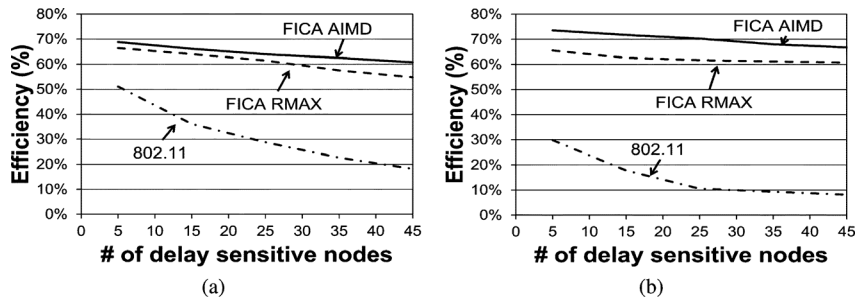 Efficiency (%)
80%
70%
60%
50%
40%
30%
20%
10%
0%
FICA AIMD
FICA RMAX
802.11
0 5 10 15 20 25 30 35 40 45
# of delay sensitive nodes
(a)
Efficiency (%)
80%
70%
60%
50%
40%
30%
20%
10%
0%
FICA AIMD
FICA RMAX
802.11
0 5 10 15 20 25 30 35 40 45
# of delay sensitive nodes
(b)